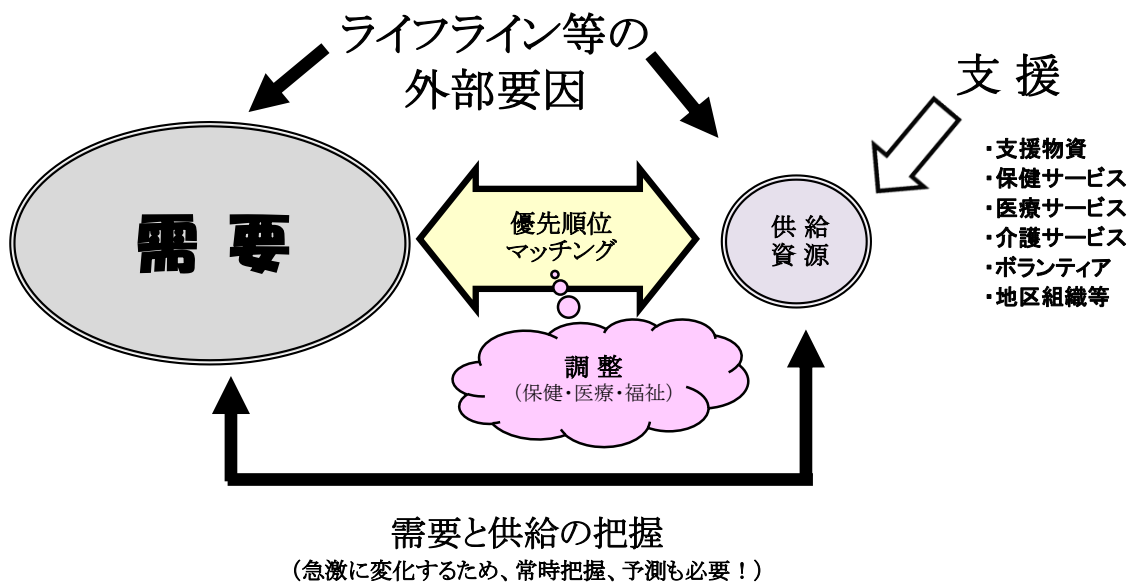 ライフライン等の
外部要因
支 援
・支援物資
・保健サービス
・医療サービス
・介護サービス
・ボランティア
・地区組織等
需 要
優先順位
マッチング
供 給
資 源
調 整
（保健・医療・福祉）
需要と供給の把握
（急激に変化するため、常時把握、予測も必要！）